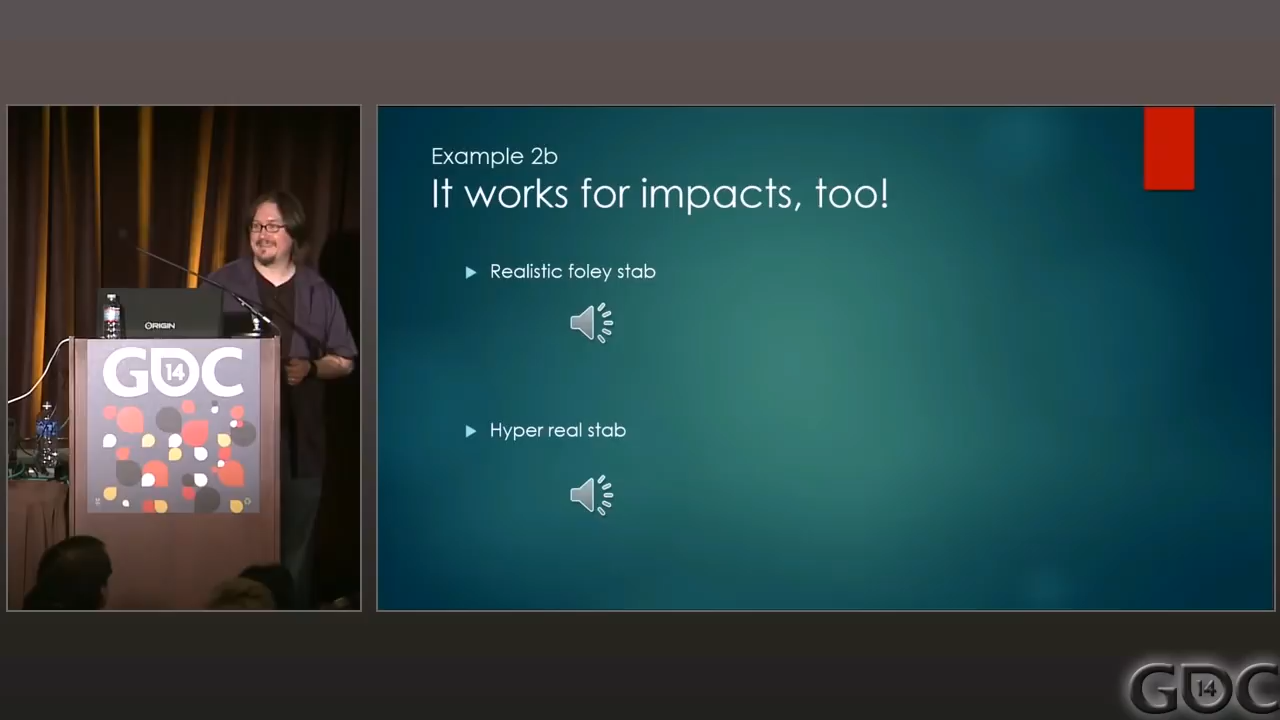 Example 2b
It works for impacts, too!
Realistic foley stab
Hyper real stab
ORIGIN
GDC
14
GDC
14